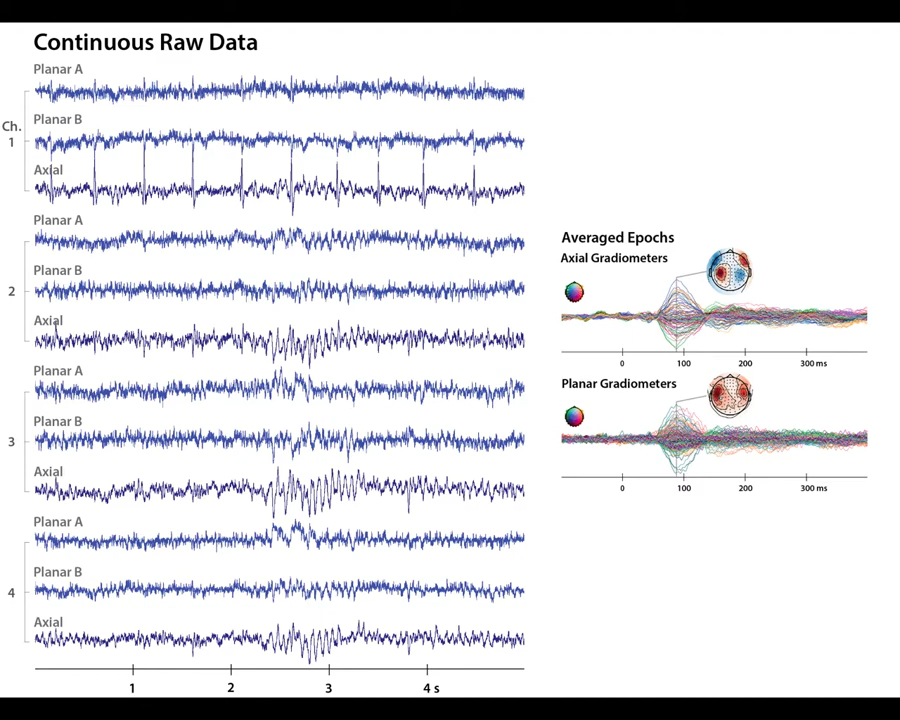 Continuous Raw Data
Planar A
Planar B
Ch.
1
Axial
Planar A
Planar B
2
Axial
Planar A
Planar B
3
Axial
Planar A
Planar B
4
Axial
1 2 3 4 s
Averaged Epochs
Axial Gradiometers
0 100 200 300 ms
Planar Gradiometers
0 100 200 300 ms